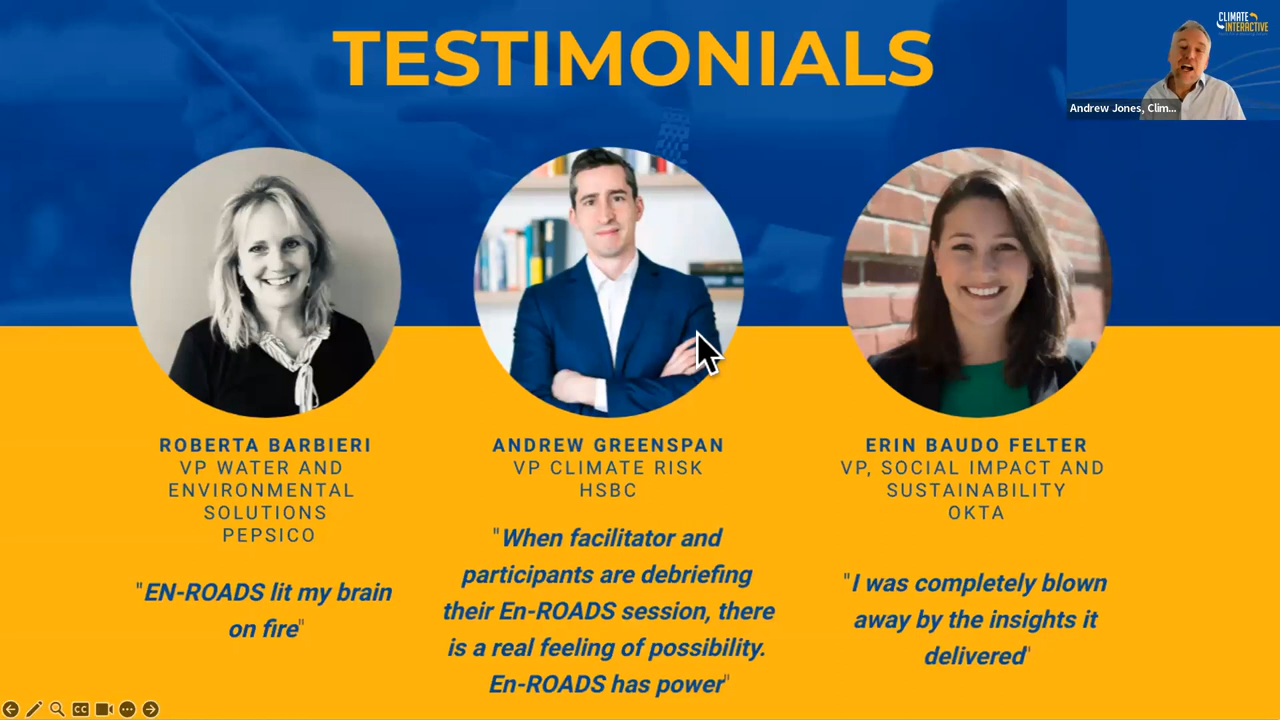 TESTIMONIALS
CLIMATE
INTERACTIVE
Andrew Jones, Clim...
ROBERTA BARBIERI
VP WATER AND
ENVIRONMENTAL
SOLUTIONS
PEPSICO
"EN-ROADS lit my brain
on fire"
ANDREW GREENSPAN
VP CLIMATE RISK
HSBC
"When facilitator and
participants are debriefing
their En-ROADS session, there
is a real feeling of possibility.
En-ROADS has power"
ERIN BAUDO FELTER
VP, SOCIAL IMPACT AND
SUSTAINABILITY
OKTA
"I was completely blown
away by the insights it
delivered"
CC